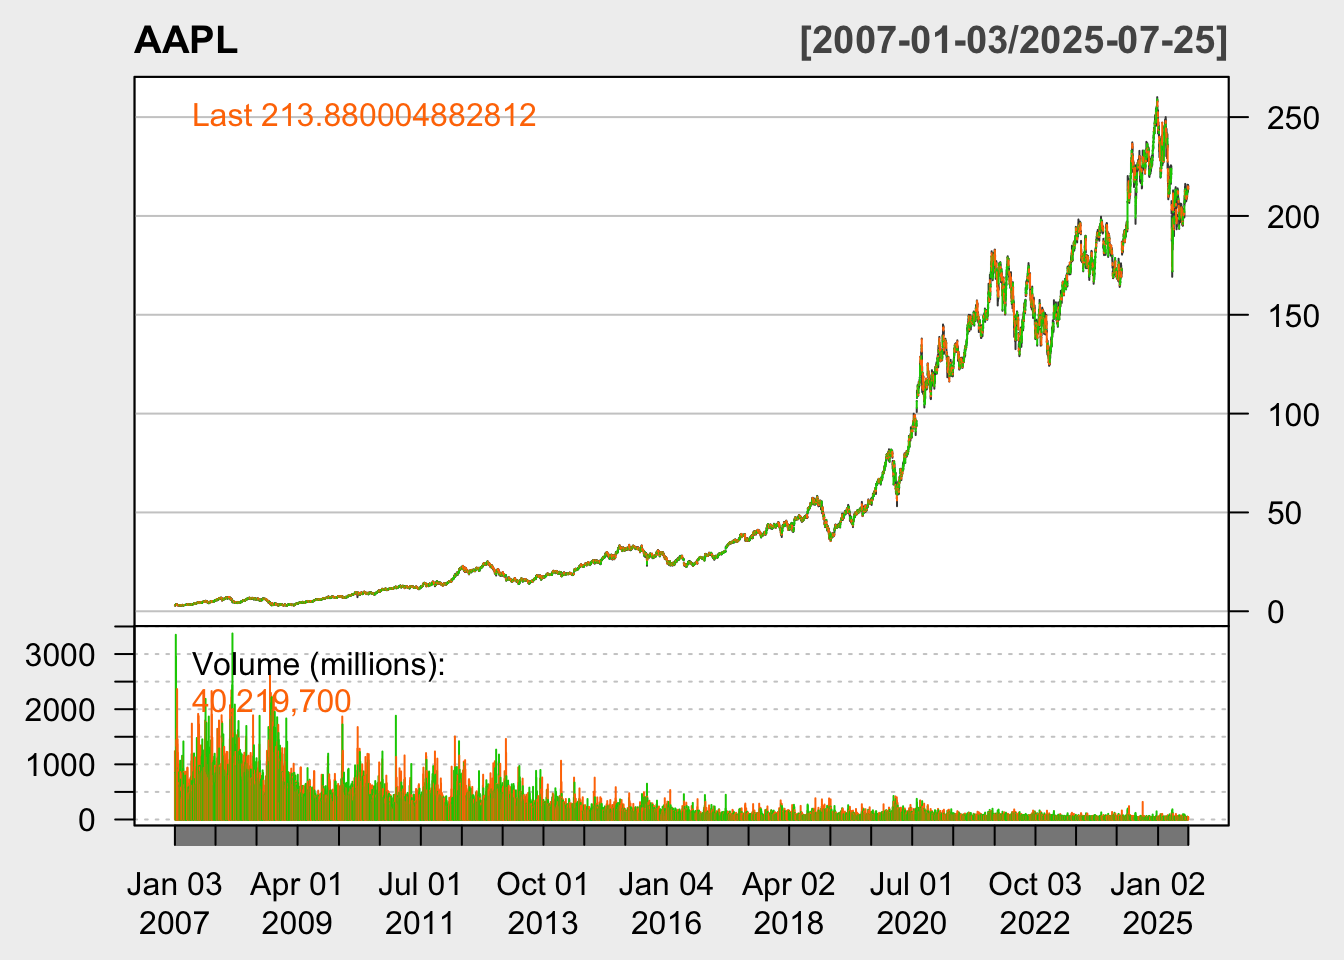 AAPL [2007-01-03/2025-07-25]
Last 213.880004882812
250
200
150
100
50
0
Volume (millions):
40,219,700
3000
2000
1000
0
Jan 03 Apr 01 Jul 01 Oct 01 Jan 04 Apr 02 Jul 01 Oct 03 Jan 02
2007 2009 2011 2013 2016 2018 2020 2022 2025